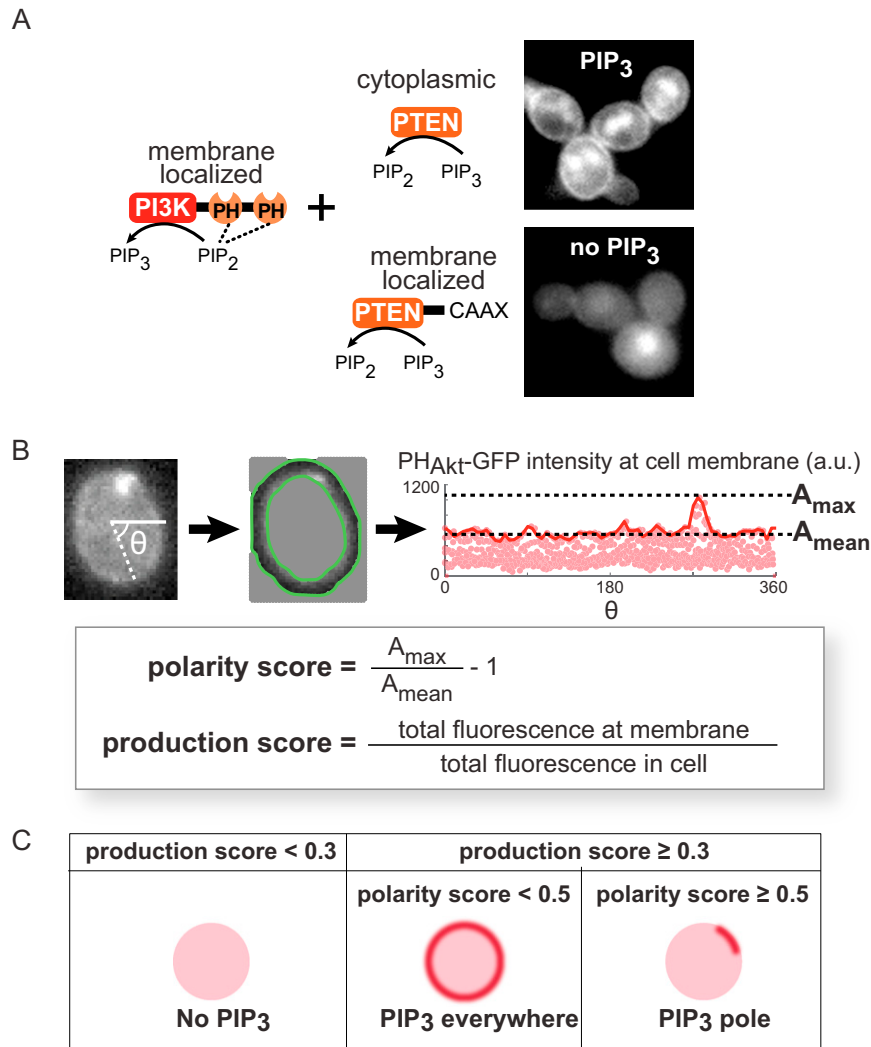 A
membrane
localized
PI3K PH PH
PIP3 PIP2
+
cytoplasmic
PTEN
PIP2 PIP3
membrane
localized
PTEN CAAX
PIP2 PIP3
PIP3
no PIP3
B
θ
PHAkt-GFP intensity at cell membrane (a.u.)
1200
Amax
Amean
0
0 180 360
θ
polarity score = Amax / Amean - 1
production score = total fluorescence at membrane
total fluorescence in cell
C
production score < 0.3 production score ≥ 0.3
polarity score < 0.5 polarity score ≥ 0.5
No PIP3 PIP3 everywhere PIP3 pole